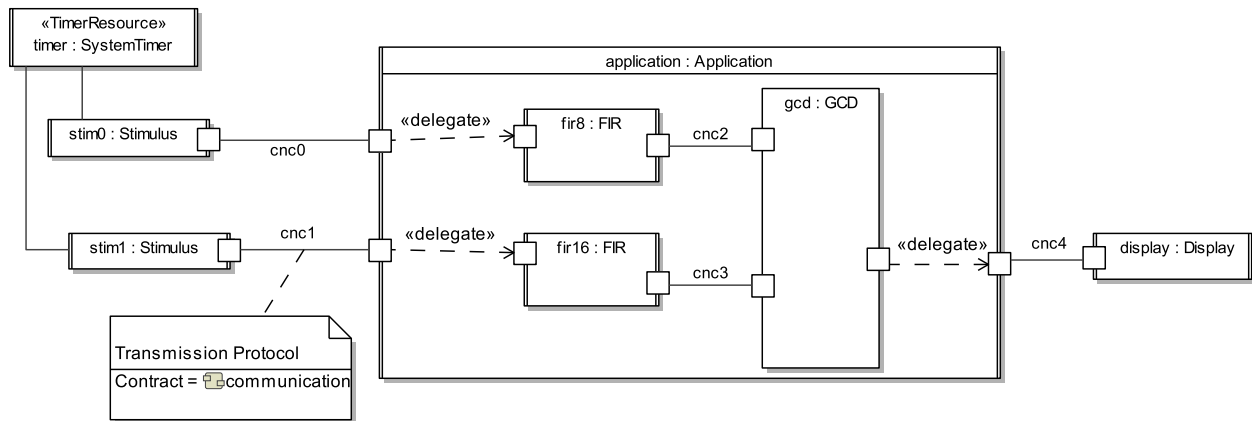 «TimerResource»
timer : SystemTimer
application : Application
gcd : GCD
stim0 : Stimulus
cnc0
«delegate»
fir8 : FIR
cnc2
stim1 : Stimulus
cnc1
«delegate»
fir16 : FIR
cnc3
«delegate»
cnc4
display : Display
Transmission Protocol
Contract = communication